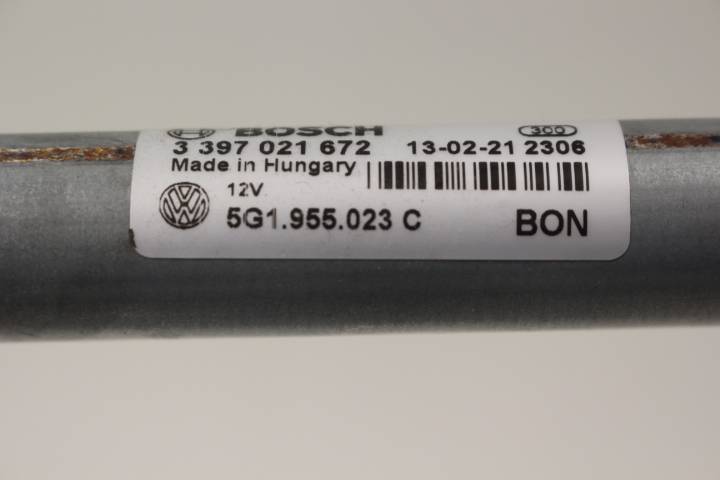 BOSCH 300
3 397 021 672 13-02-21 2306
Made in Hungary
12V
5G1.955.023 C BON